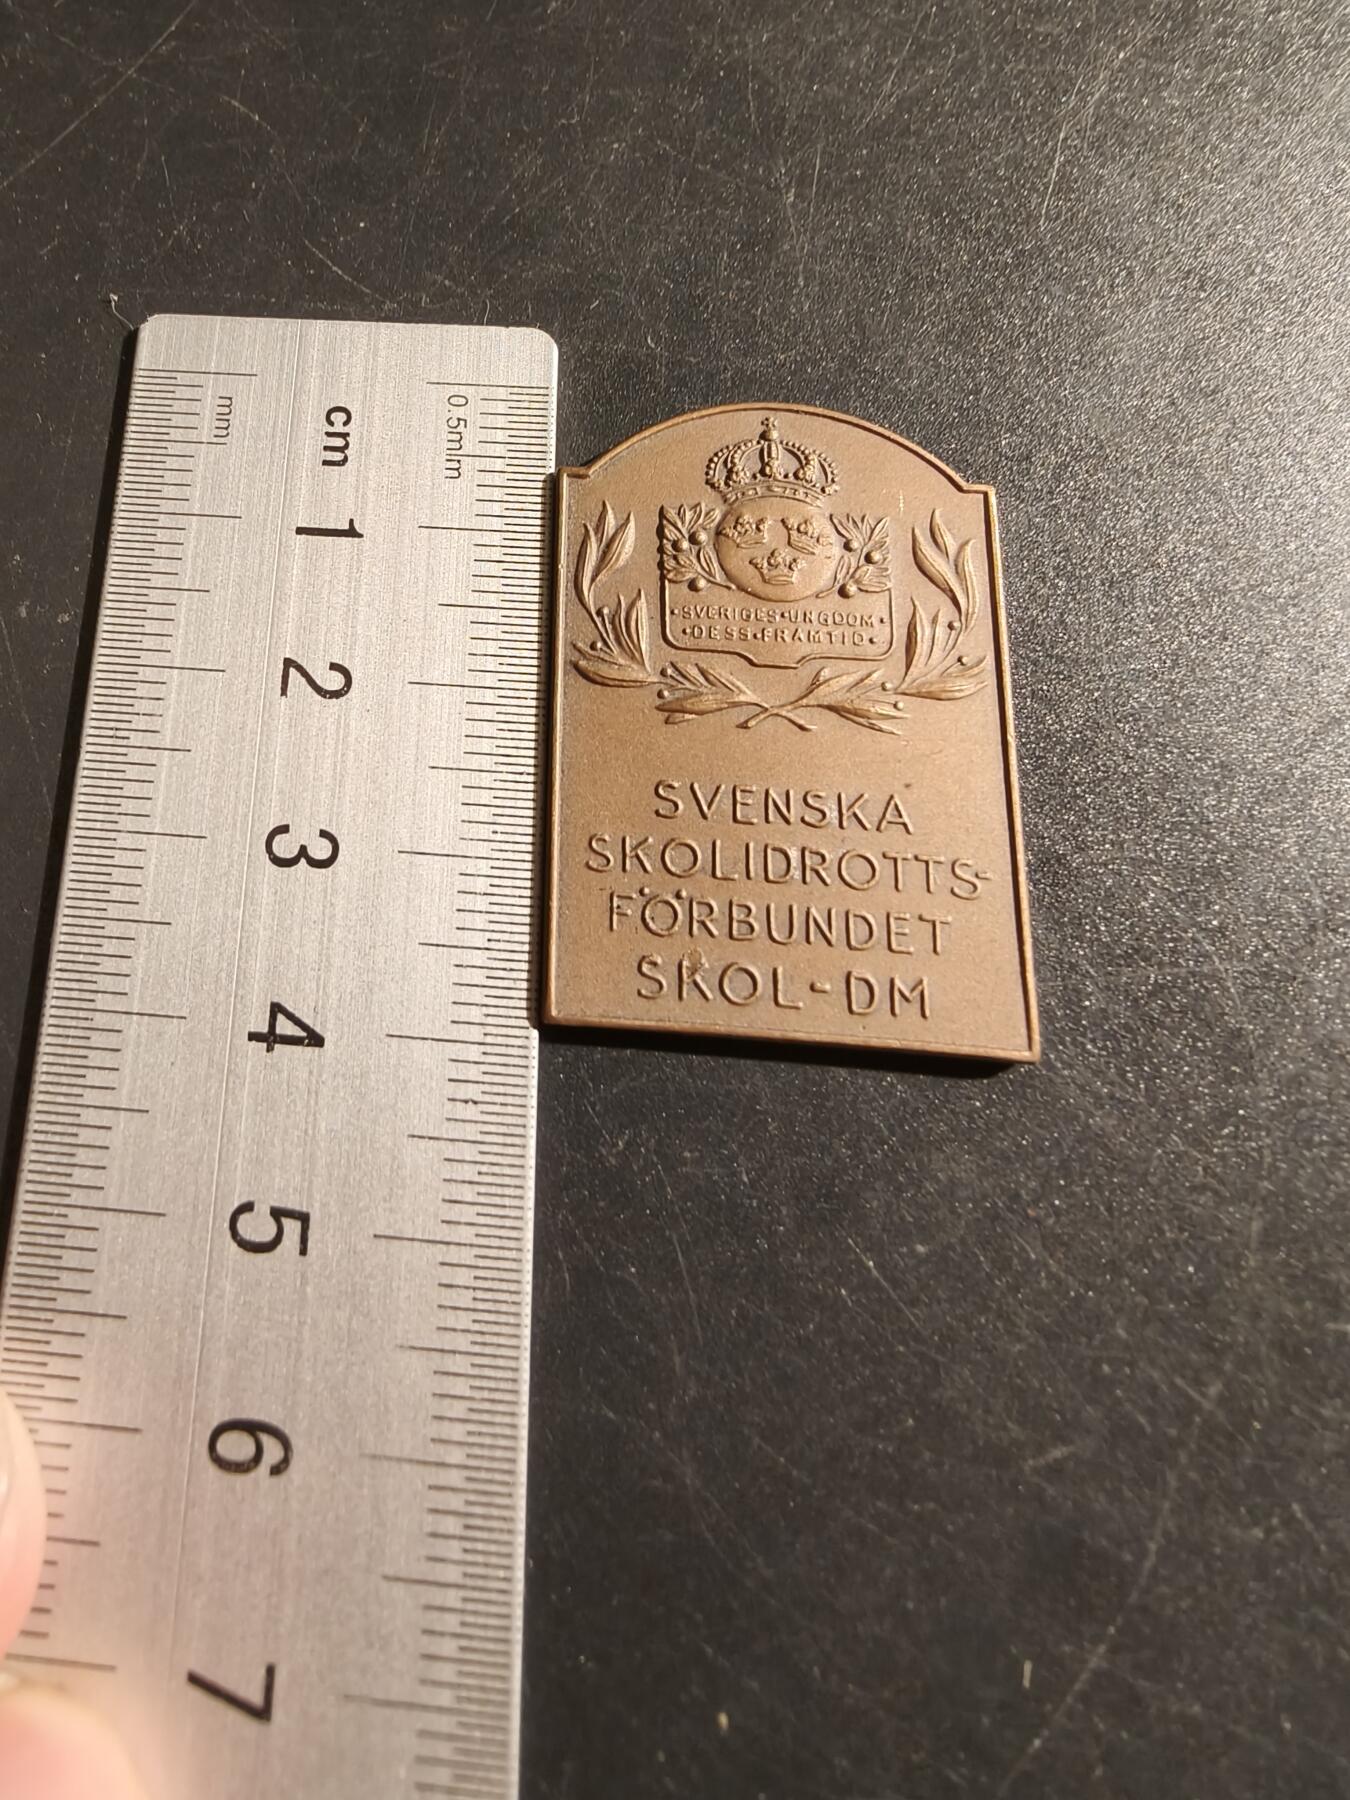 mm
cm
0.5mm
1
2
3
4
5
6
7
·SVERIGES·UNGDOM·
·DESS·FRAMTID·
SVENSKA
SKOLIDROTTS-
FÖRBUNDET
SKOL-DM